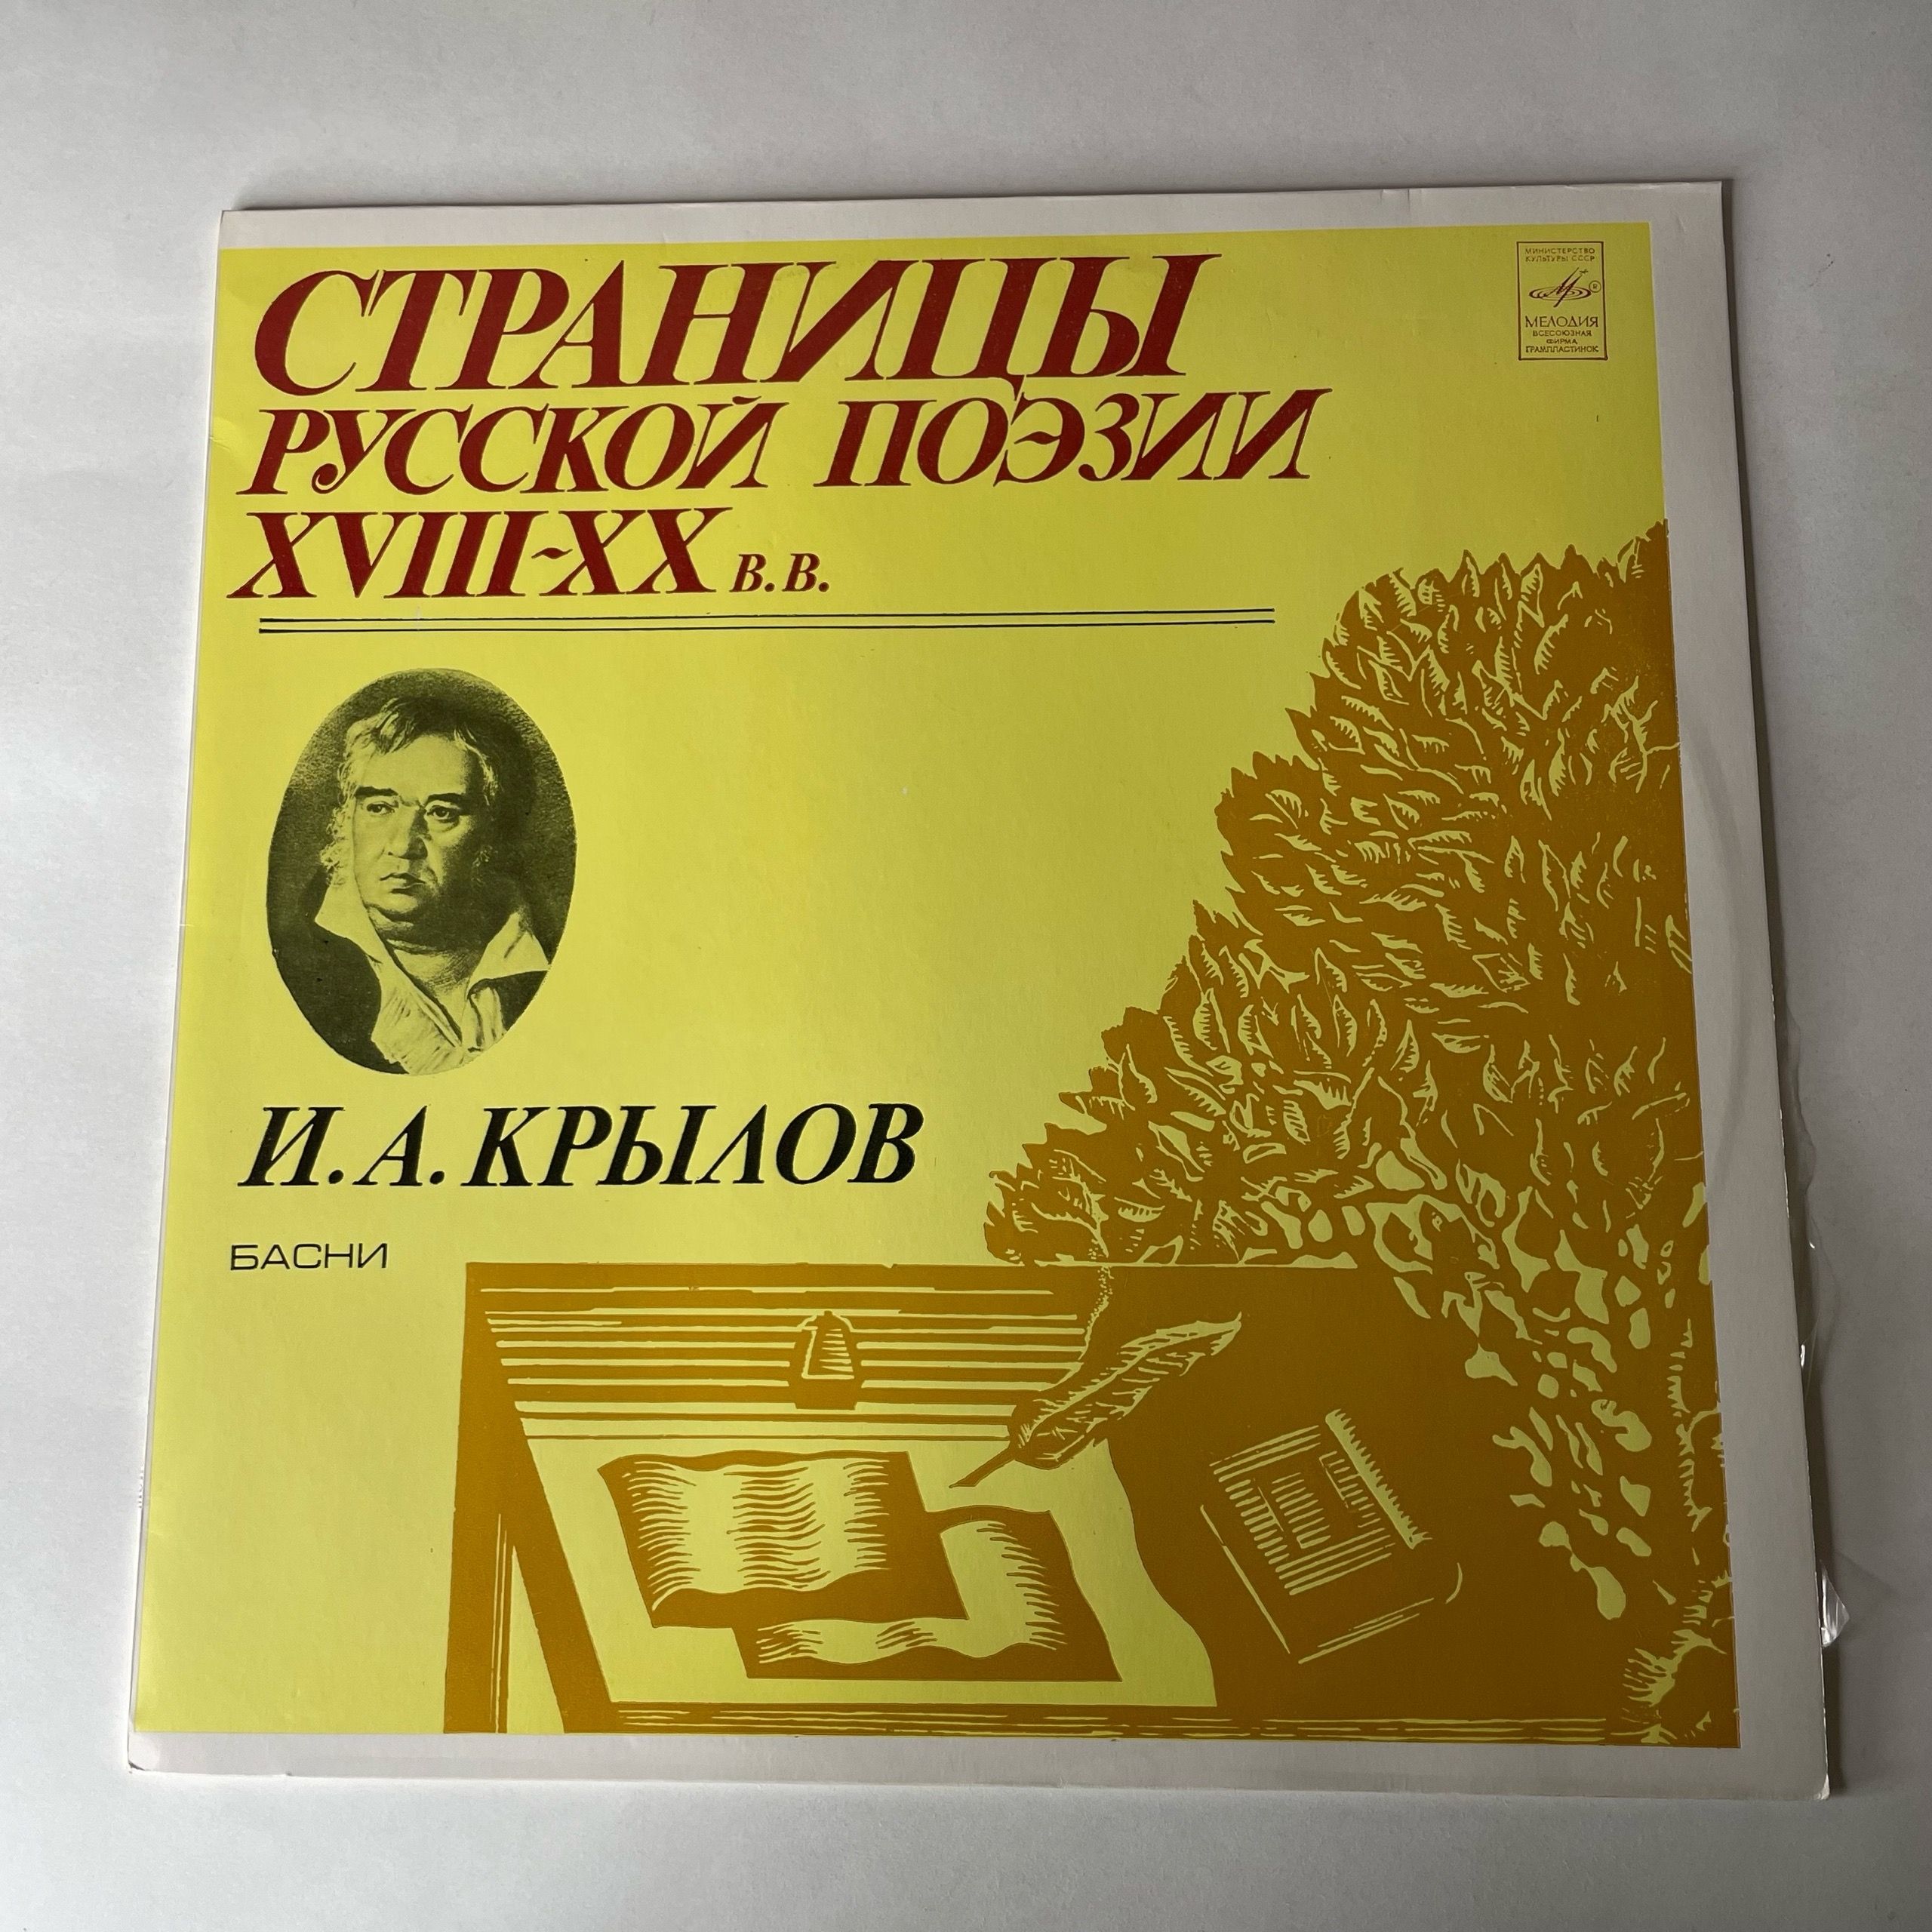 СТРАНИЦЫ
РУССКОЙ ПОЭЗИИ
XVIII-XX В.В.
МИНИСТЕРСТВО
КУЛЬТУРЫ СССР
МЕЛОДИЯ
ВСЕСОЮЗНАЯ
ФИРМА
ГРАМПЛАСТИНОК
И. А. КРЫЛОВ
БАСНИ